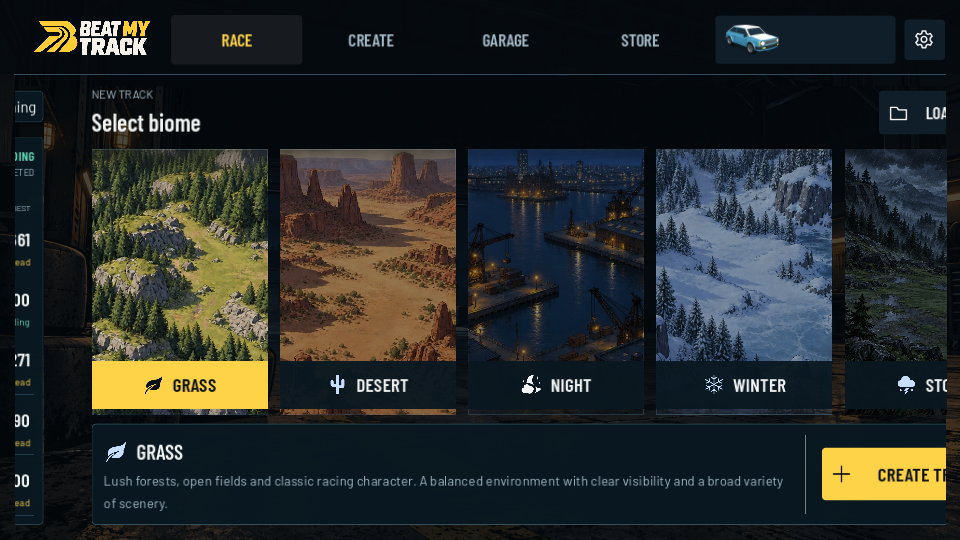 BEAT MY
TRACK
RACE
CREATE
GARAGE
STORE
NEW TRACK
Select biome
GRASS
DESERT
NIGHT
WINTER
GRASS
Lush forests, open fields and classic racing character. A balanced environment with clear visibility and a broad variety
of scenery.
CREATE